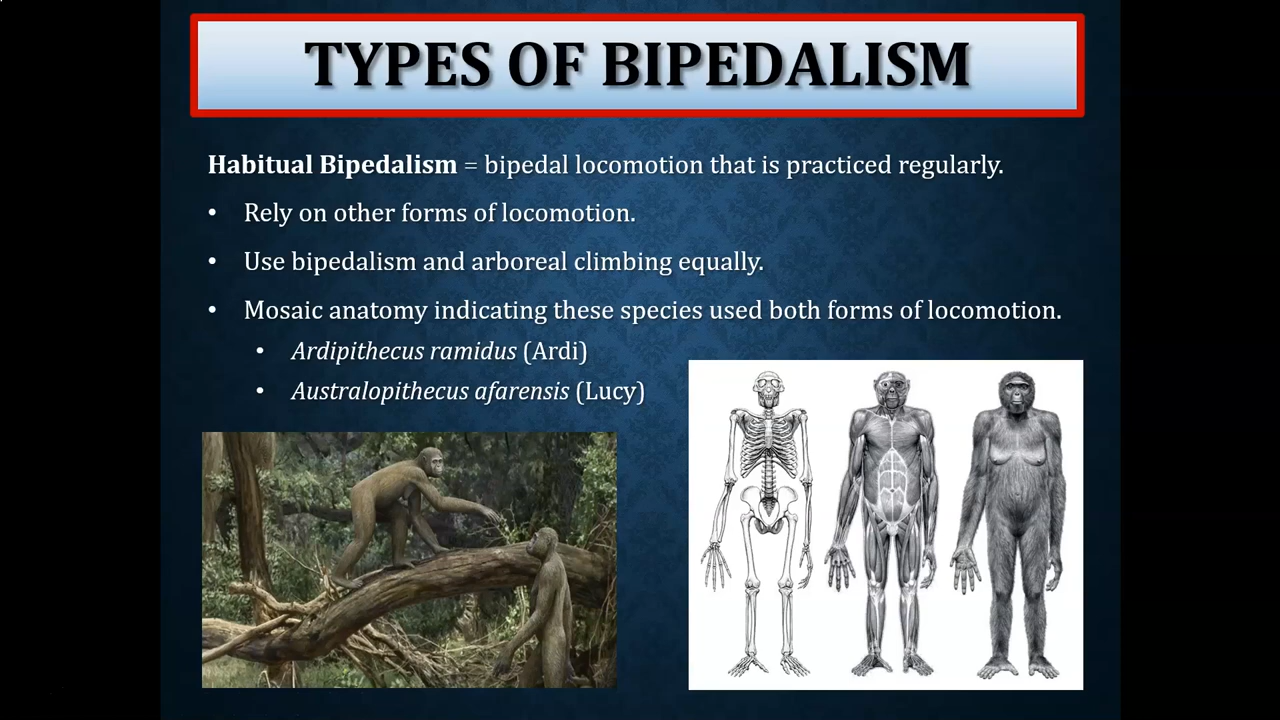 TYPES OF BIPEDALISM
Habitual Bipedalism = bipedal locomotion that is practiced regularly.
• Rely on other forms of locomotion.
• Use bipedalism and arboreal climbing equally.
• Mosaic anatomy indicating these species used both forms of locomotion.
• Ardipithecus ramidus (Ardi)
• Australopithecus afarensis (Lucy)